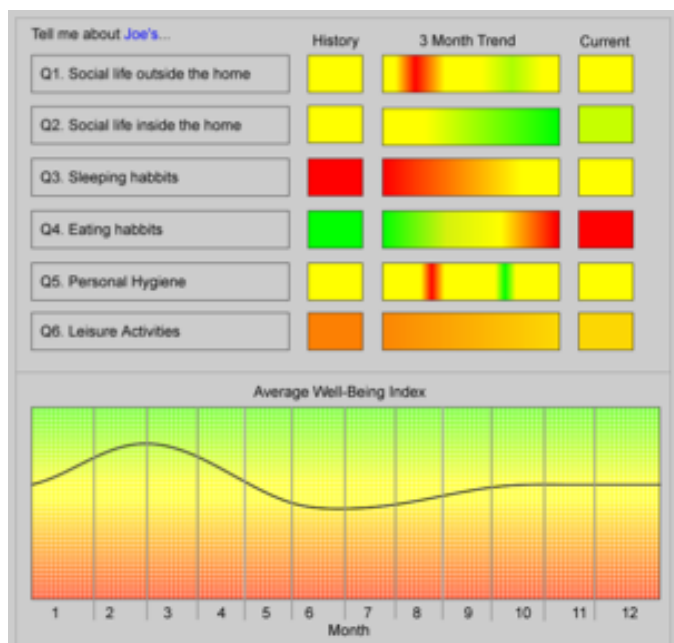 Tell me about Joe's...
History 3 Month Trend Current
Q1. Social life outside the home
Q2. Social life inside the home
Q3. Sleeping habbits
Q4. Eating habbits
Q5. Personal Hygiene
Q6. Leisure Activities
Average Well-Being Index
1 2 3 4 5 6 7 8 9 10 11 12
Month